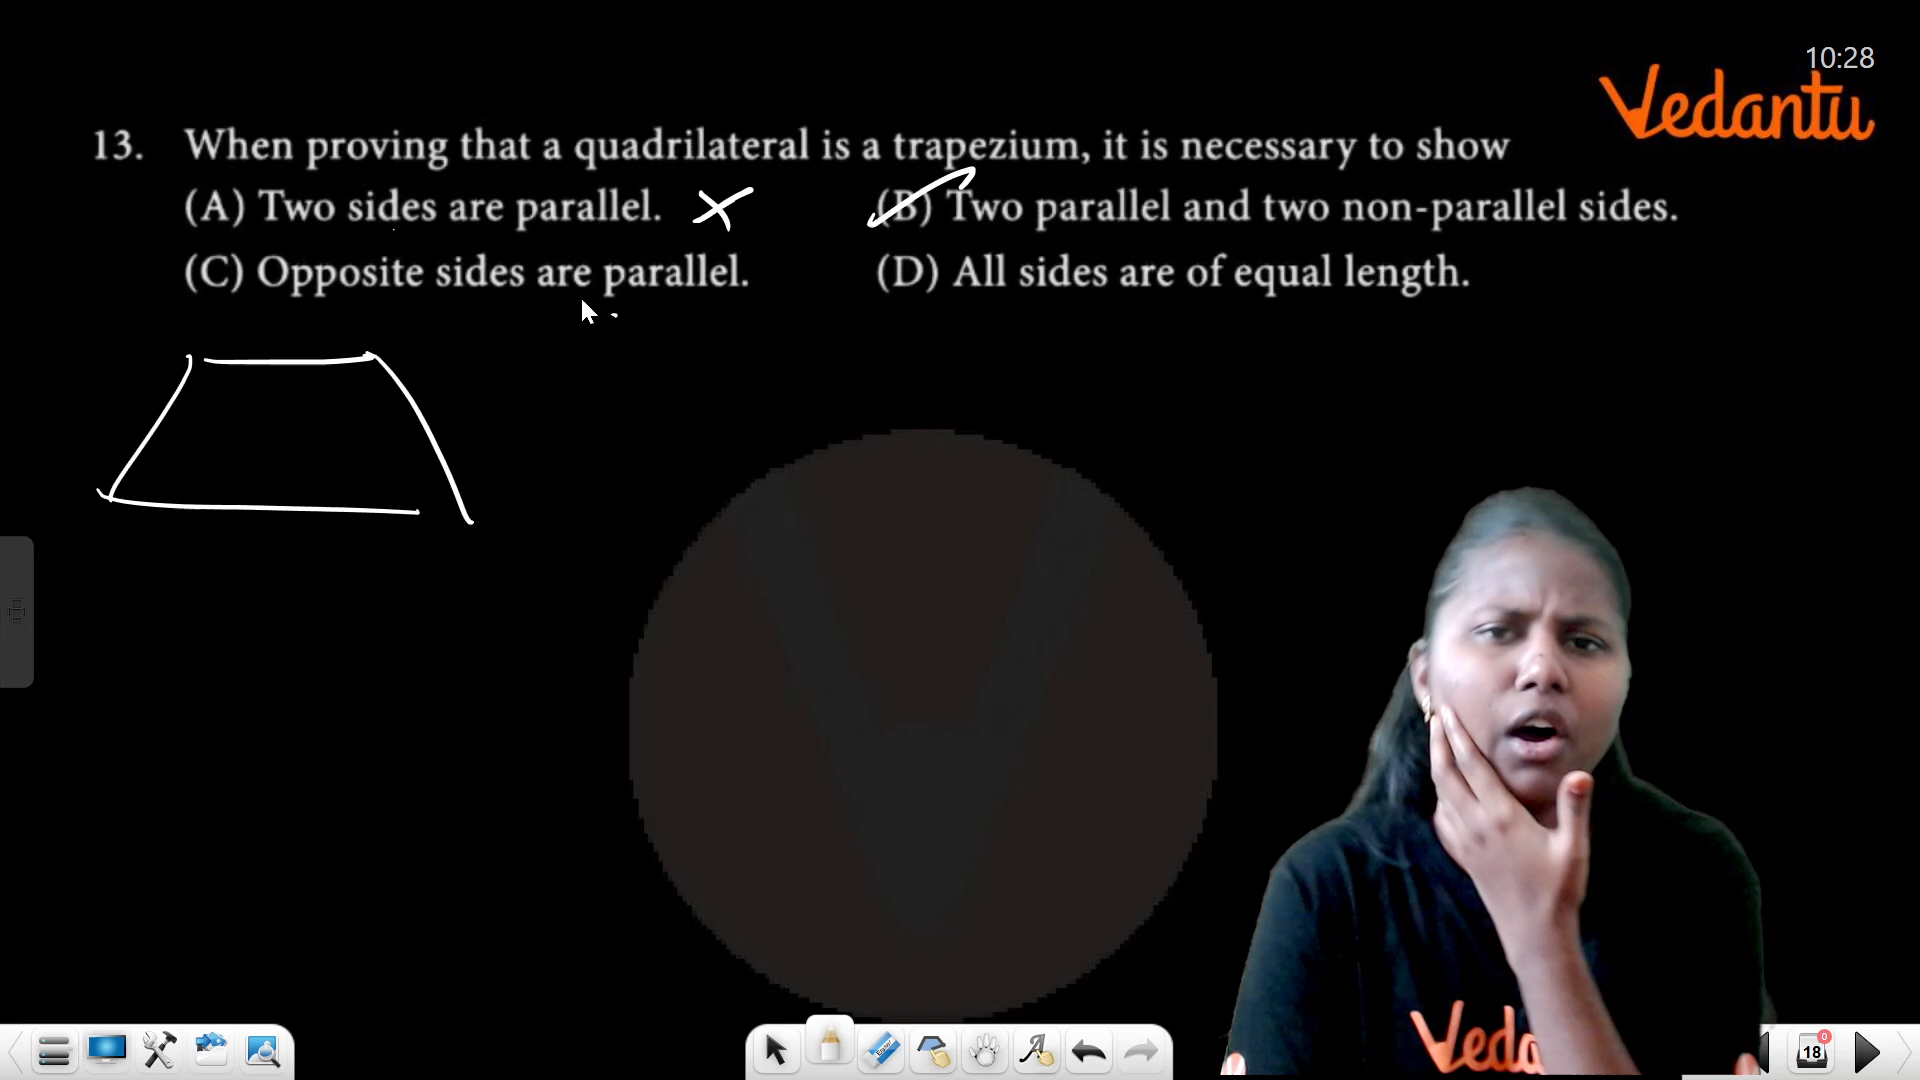 10:28
Vedantu
13. When proving that a quadrilateral is a trapezium, it is necessary to show
(A) Two sides are parallel. (B) Two parallel and two non-parallel sides.
(C) Opposite sides are parallel. (D) All sides are of equal length.
Veda
Eraser
A
18
0